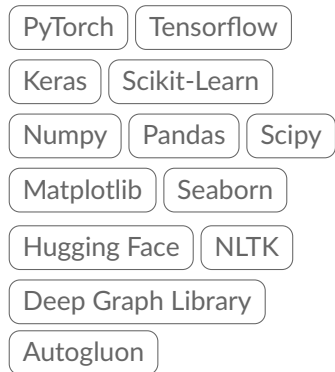 PyTorch Tensorflow
Keras Scikit-Learn
Numpy Pandas Scipy
Matplotlib Seaborn
Hugging Face NLTK
Deep Graph Library
Autogluon